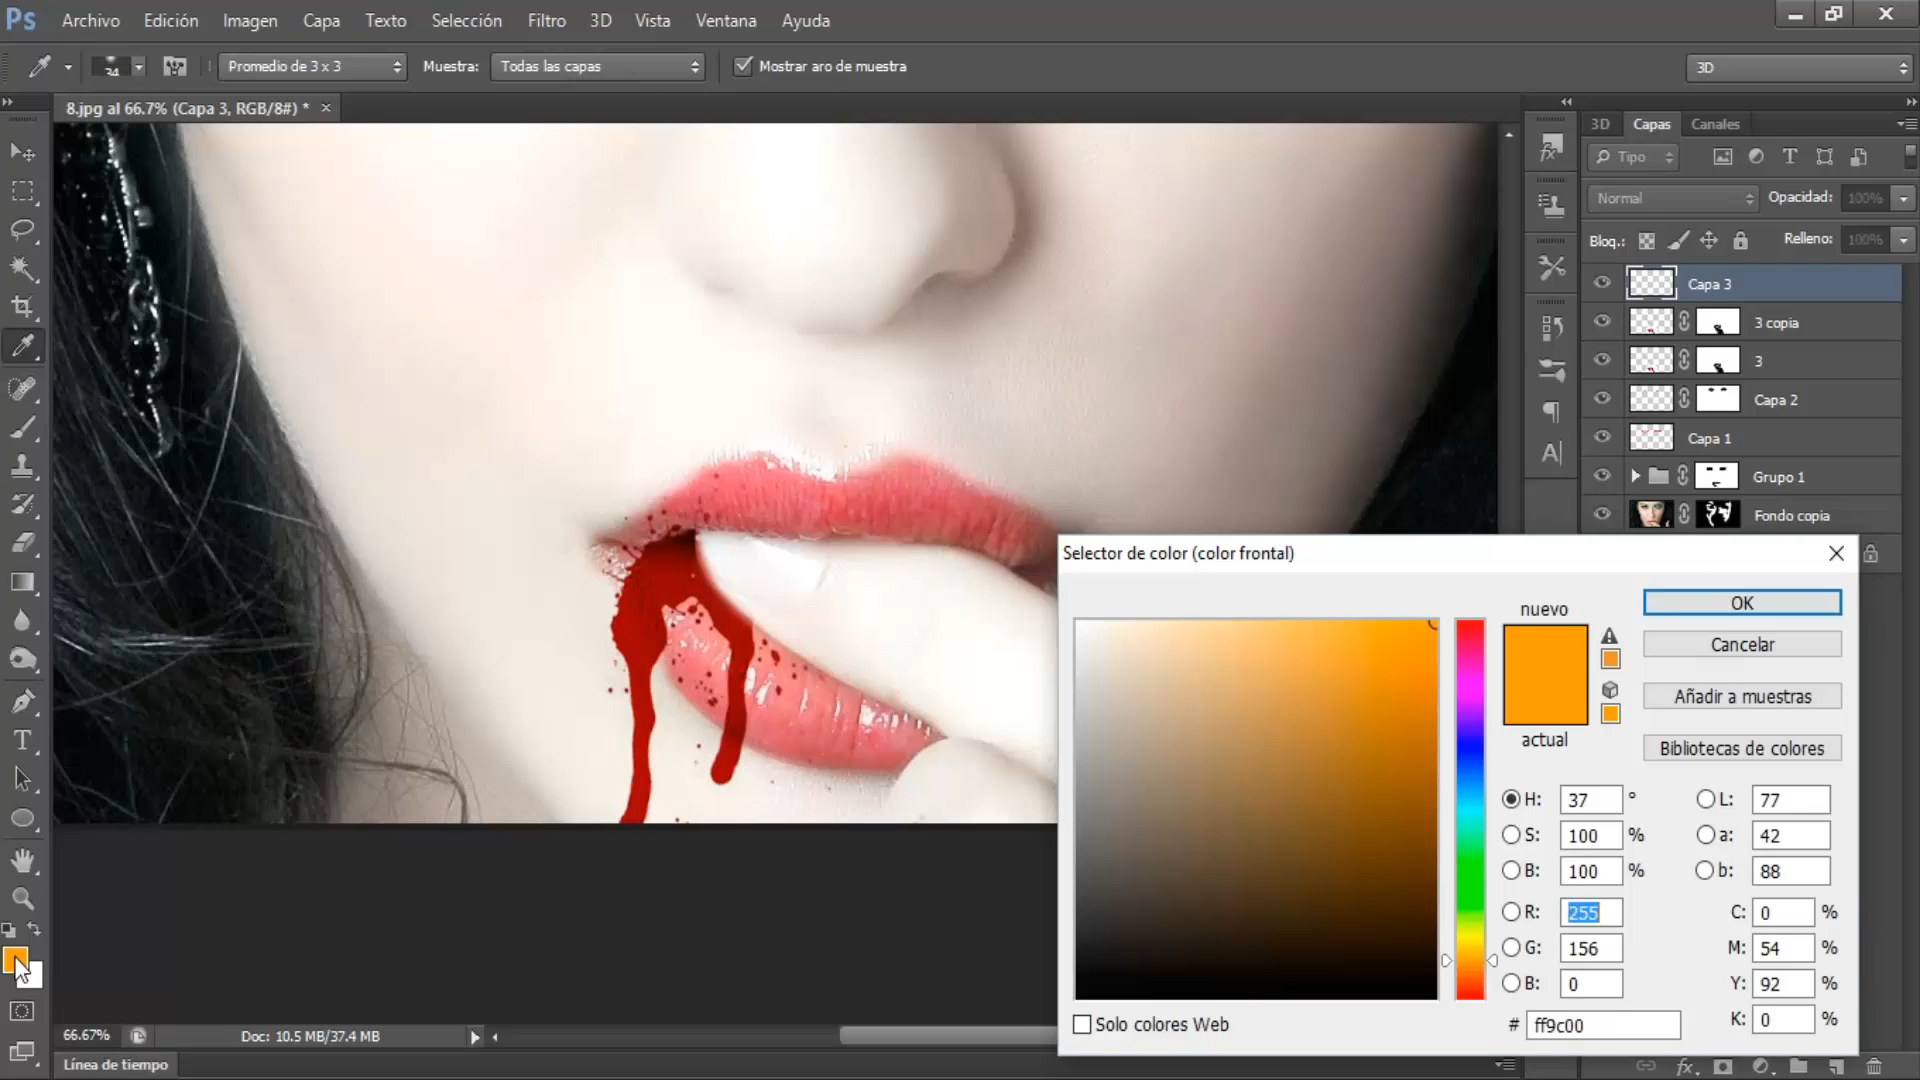 Ps Archivo Edición Imagen Capa Texto Selección Filtro 3D Vista Ventana Ayuda
34 Promedio de 3 x 3 Muestra: Todas las capas Mostrar aro de muestra 3D
8.jpg al 66.7% (Capa 3, RGB/8#) * ×
3D Capas Canales
Tipo
Normal Opacidad: 100%
Bloq.: Relleno: 100%
Capa 3
3 copia
3
Capa 2
Capa 1
Grupo 1
Fondo copia
Selector de color (color frontal)
nuevo
actual
OK
Cancelar
Añadir a muestras
Bibliotecas de colores
H: 37 ° L: 77
S: 100 % a: 42
B: 100 % b: 88
R: 255 C: 0 %
G: 156 M: 54 %
B: 0 Y: 92 %
# ff9c00 K: 0 %
Solo colores Web
66.67% Doc: 10.5 MB/37.4 MB
Línea de tiempo